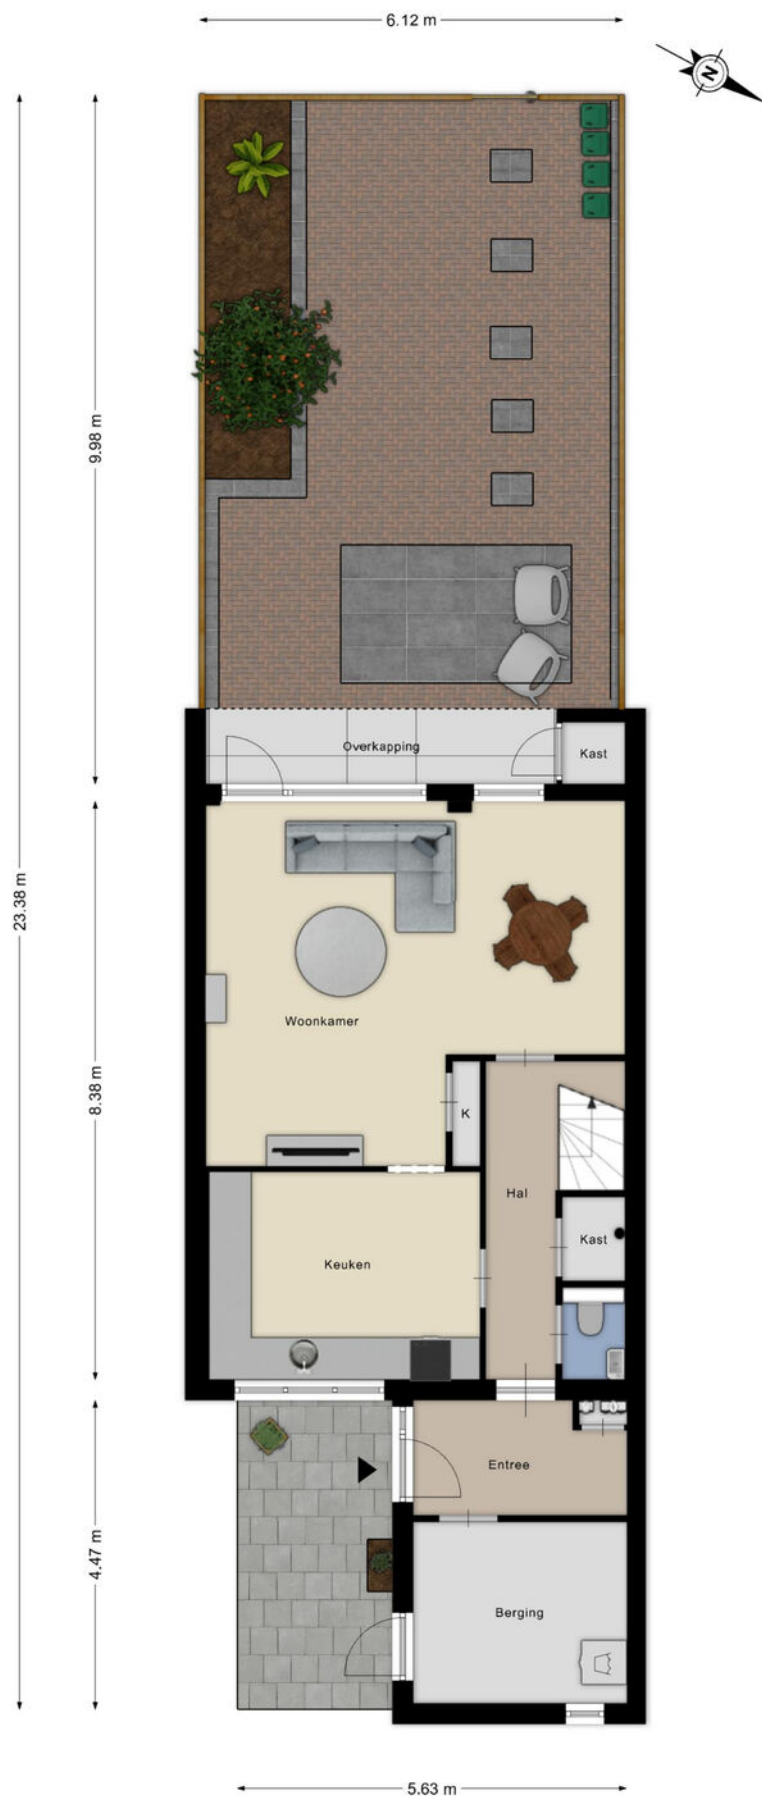 6.12 m
N
9.98 m
Overkapping
Kast
23.38 m
8.38 m
Woonkamer
K
Hal
Kast
Keuken
Entree
4.47 m
Berging
5.63 m